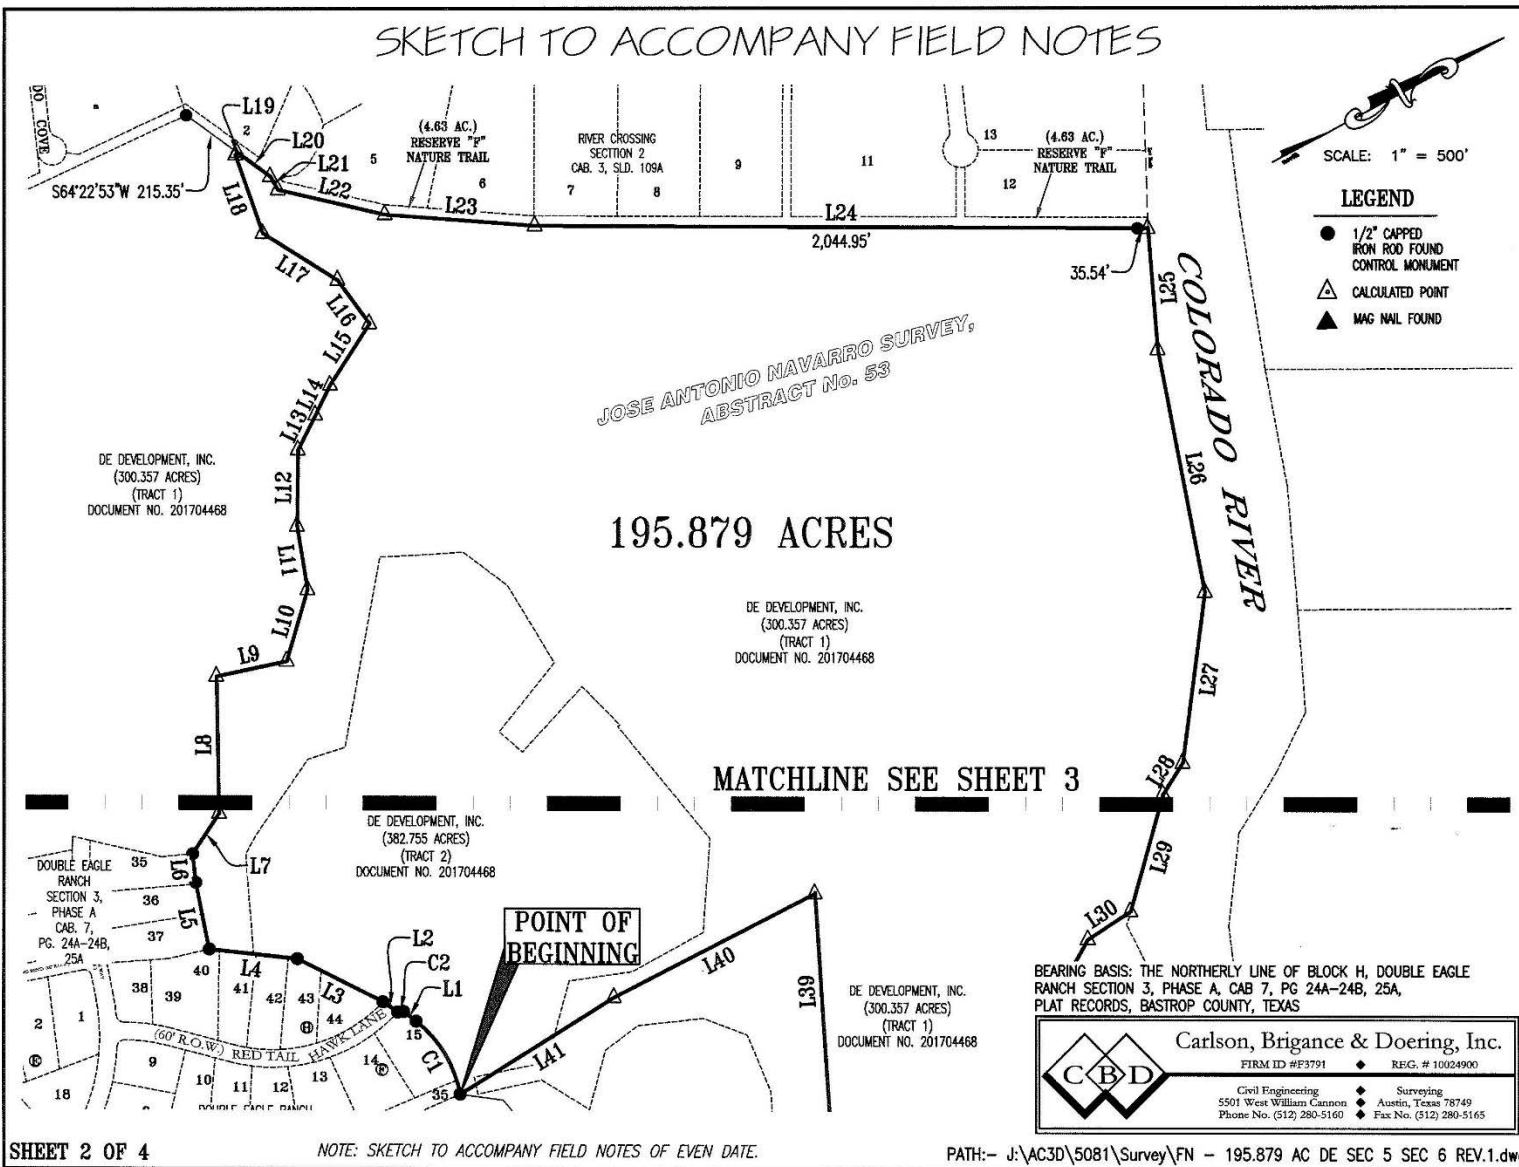 SKETCH TO ACCOMPANY FIELD NOTES
DO COVE
L19
2
L20
L21
L22
5
(4.63 AC.)
RESERVE "F"
NATURE TRAIL
6
L23
RIVER CROSSING
SECTION 2
CAB. 3, SLD. 109A
7
8
9
11
L24
2,044.95'
13
(4.63 AC.)
RESERVE "F"
NATURE TRAIL
12
SCALE: 1" = 500'
LEGEND
1/2" CAPPED
IRON ROD FOUND
CONTROL MONUMENT
CALCULATED POINT
MAG NAIL FOUND
S64°22'53"W 215.35'
L18
L17
L16
L15
L14
L13
L12
L11
L10
L9
L8
35.54'
L25
COLORADO RIVER
L26
L27
L28
L29
L30
JOSE ANTONIO NAVARRO SURVEY,
ABSTRACT No. 53
DE DEVELOPMENT, INC.
(300.357 ACRES)
(TRACT 1)
DOCUMENT NO. 201704468
195.879 ACRES
DE DEVELOPMENT, INC.
(300.357 ACRES)
(TRACT 1)
DOCUMENT NO. 201704468
MATCHLINE SEE SHEET 3
DE DEVELOPMENT, INC.
(382.755 ACRES)
(TRACT 2)
DOCUMENT NO. 201704468
DOUBLE EAGLE
RANCH
SECTION 3,
PHASE A
CAB. 7,
PG. 24A-24B,
25A
35
36
37
L7
L6
L5
40
L4
L3
L2
C2
L1
15
C1
38
39
41
42
43
44
H
(60' R.O.W.) RED TAIL HAWK LANE
2
1
K
18
9
10
11
12
13
14
F
35
DOUBLE EAGLE RANCH
POINT OF
BEGINNING
L41
L40
L39
DE DEVELOPMENT, INC.
(300.357 ACRES)
(TRACT 1)
DOCUMENT NO. 201704468
BEARING BASIS: THE NORTHERLY LINE OF BLOCK H, DOUBLE EAGLE
RANCH SECTION 3, PHASE A, CAB 7, PG 24A-24B, 25A,
PLAT RECORDS, BASTROP COUNTY, TEXAS
CBD
Carlson, Brigance & Doering, Inc.
FIRM ID #F3791 ◆ REG. # 10024900
Civil Engineering ◆ Surveying
5501 West William Cannon ◆ Austin, Texas 78749
Phone No. (512) 280-5160 ◆ Fax No. (512) 280-5165
SHEET 2 OF 4
NOTE: SKETCH TO ACCOMPANY FIELD NOTES OF EVEN DATE.
PATH:- J:\AC3D\5081\Survey\FN - 195.879 AC DE SEC 5 SEC 6 REV.1.dw